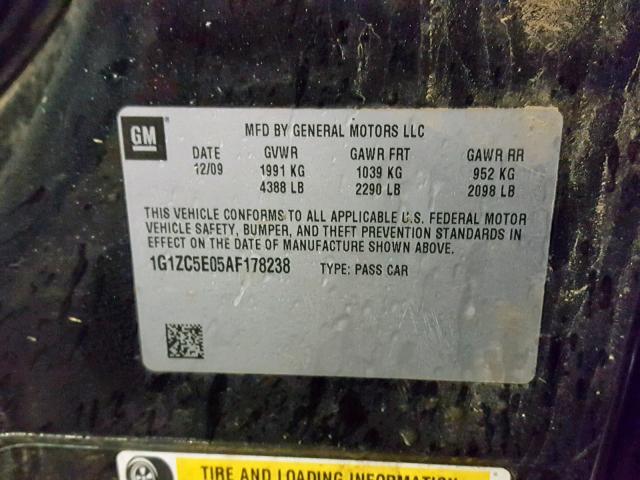 GM ®
MFD BY GENERAL MOTORS LLC
DATE GVWR GAWR FRT GAWR RR
12/09 1991 KG 1039 KG 952 KG
4388 LB 2290 LB 2098 LB
THIS VEHICLE CONFORMS TO ALL APPLICABLE U.S. FEDERAL MOTOR
VEHICLE SAFETY, BUMPER, AND THEFT PREVENTION STANDARDS IN
EFFECT ON THE DATE OF MANUFACTURE SHOWN ABOVE.
1G1ZC5E05AF178238 TYPE: PASS CAR
TIRE AND LOADING INFORMATION